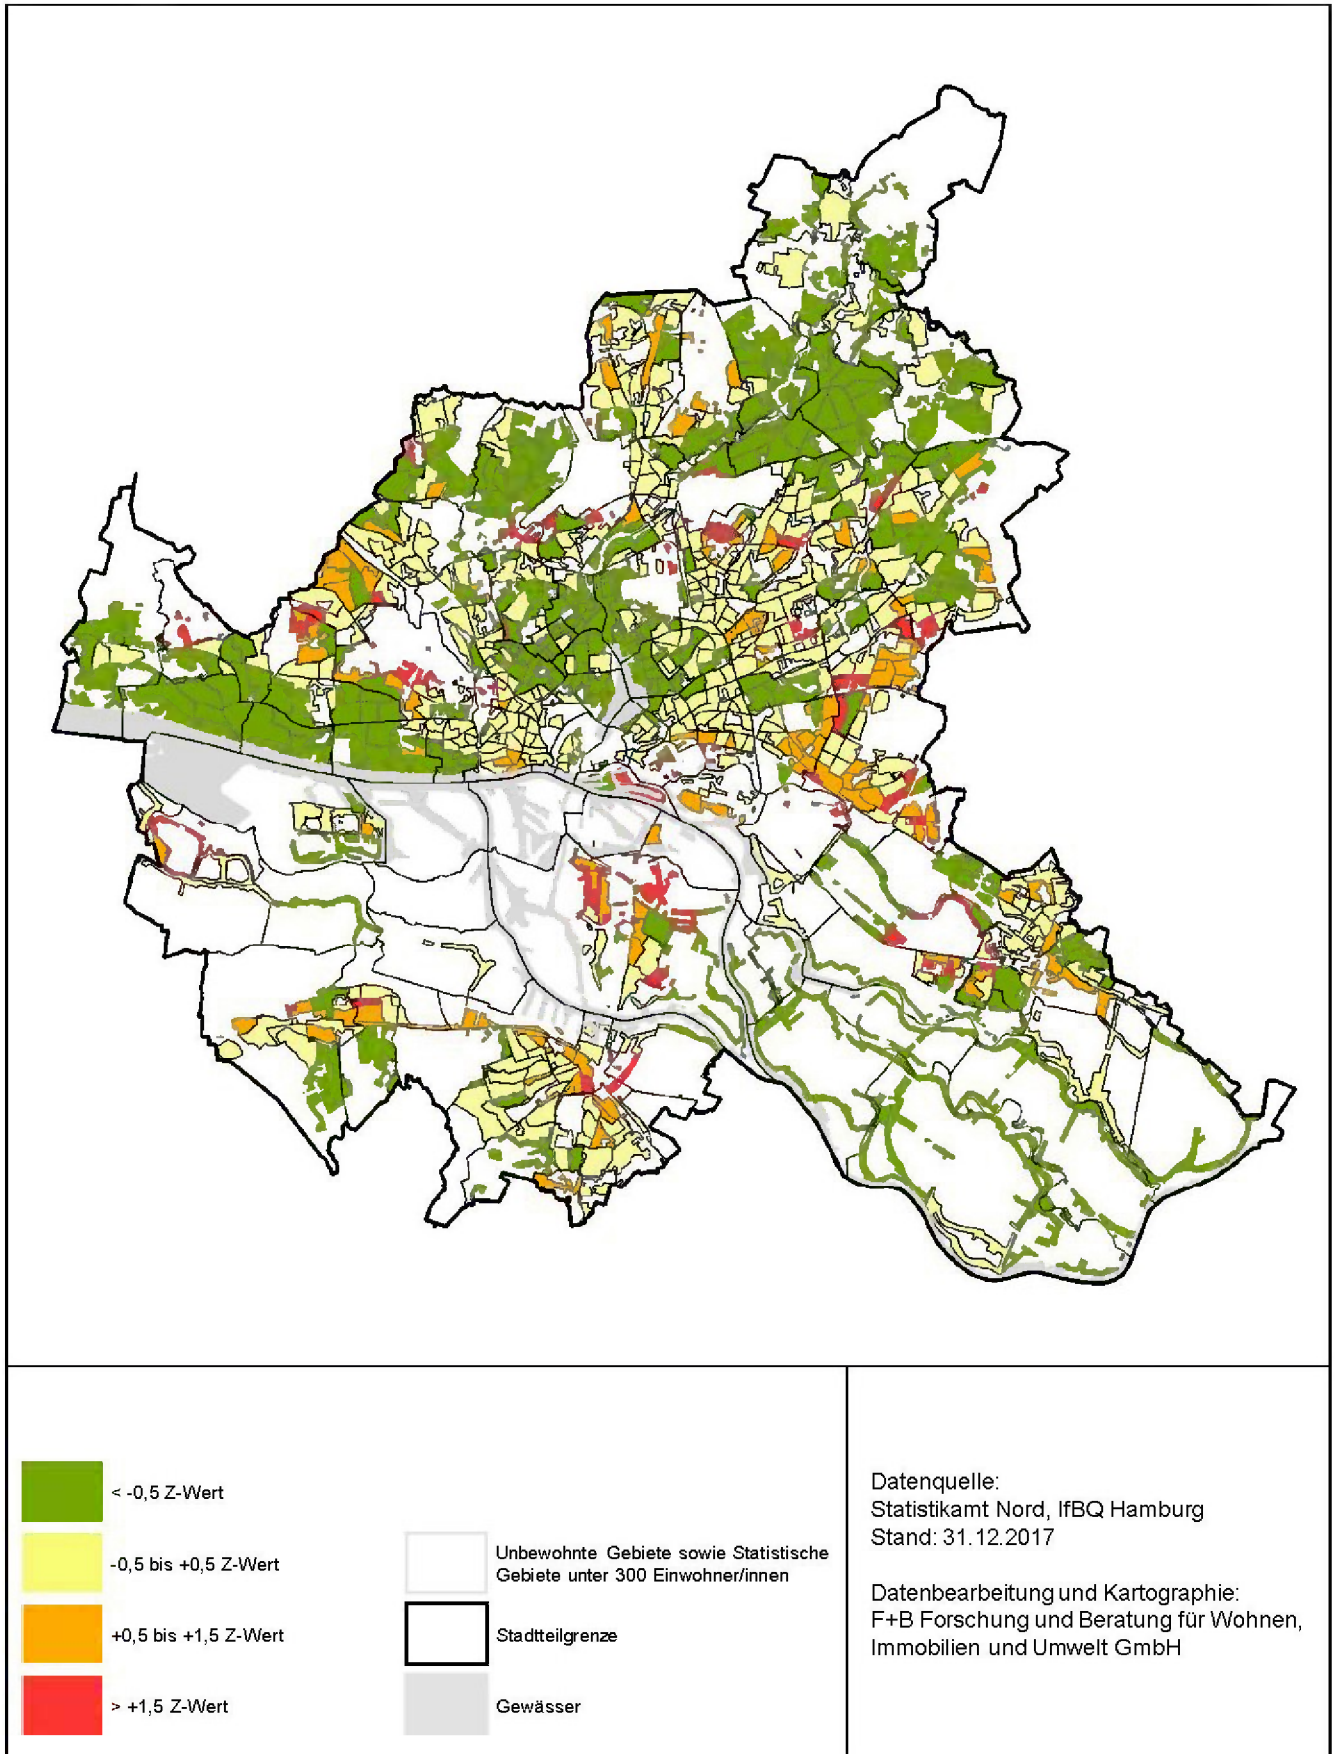 < -0,5 Z-Wert
-0,5 bis +0,5 Z-Wert
+0,5 bis +1,5 Z-Wert
> +1,5 Z-Wert
Unbewohnte Gebiete sowie Statistische
Gebiete unter 300 Einwohner/innen
Stadtteilgrenze
Gewässer
Datenquelle:
Statistikamt Nord, IfBQ Hamburg
Stand: 31.12.2017
Datenbearbeitung und Kartographie:
F+B Forschung und Beratung für Wohnen,
Immobilien und Umwelt GmbH